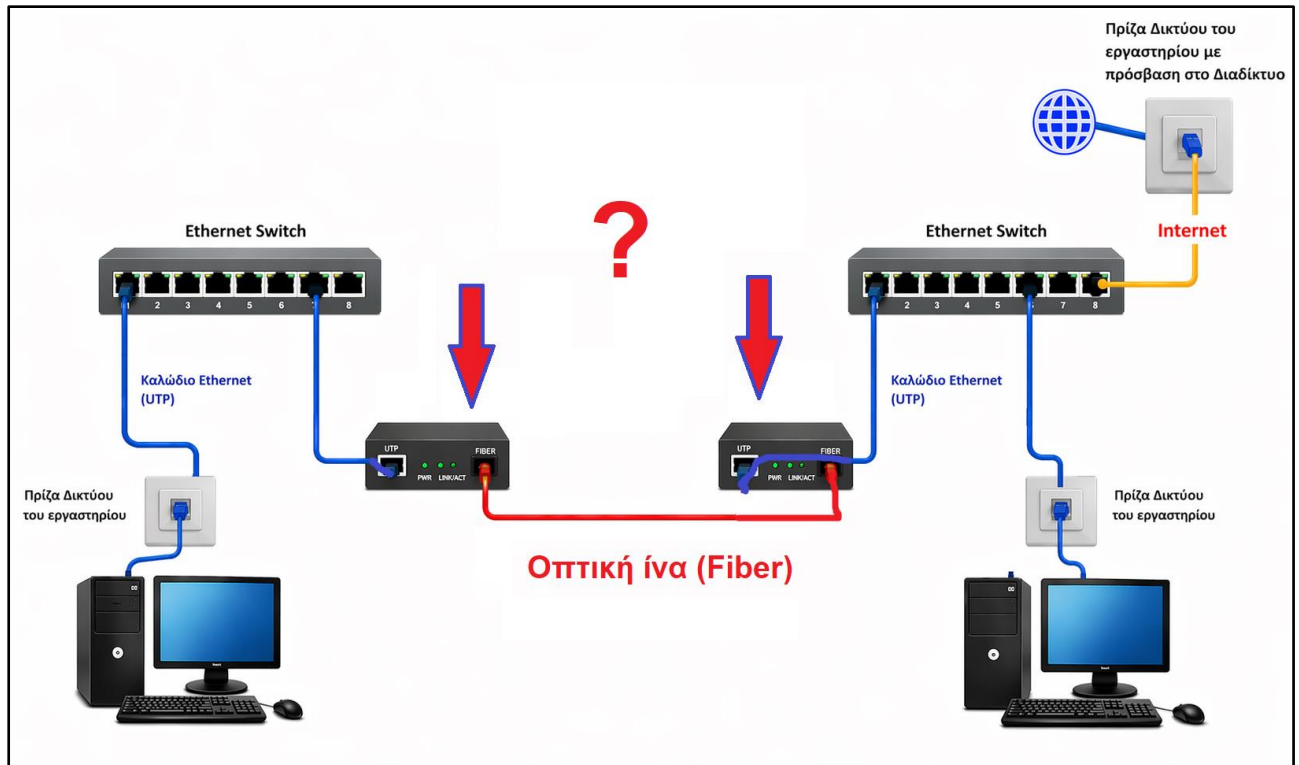 Πρίζα Δικτύου του
εργαστηρίου με
πρόσβαση στο Διαδίκτυο
?
Ethernet Switch
Ethernet Switch
Internet
2 3 4 5 6 8
2 3 4 5 7 8
Καλώδιο Ethernet
(UTP)
Καλώδιο Ethernet
(UTP)
UTP FIBER
PWR LINK/ACT
UTP FIBER
PWR LINK/ACT
Πρίζα Δικτύου
του εργαστηρίου
Πρίζα Δικτύου
του εργαστηρίου
Οπτική ίνα (Fiber)